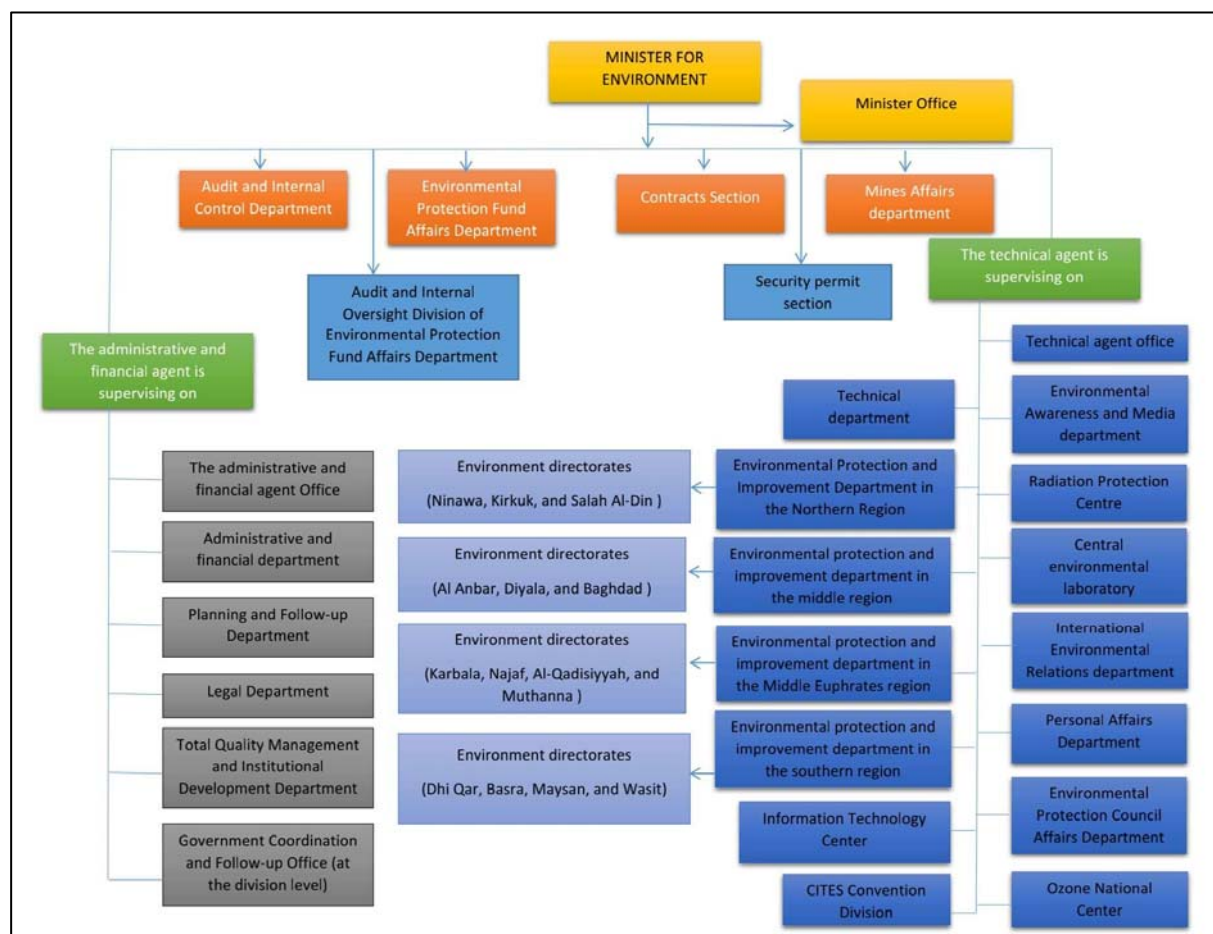 MINISTER FOR
ENVIRONMENT
Minister Office
Audit and Internal
Control Department
Environmental
Protection Fund
Affairs Department
Contracts Section
Mines Affairs
department
The technical agent is
supervising on
Audit and Internal
Oversight Division of
Environmental Protection
Fund Affairs Department
Security permit
section
The administrative and
financial agent is
supervising on
The administrative and
financial agent Office
Administrative and
financial department
Planning and Follow-up
Department
Legal Department
Total Quality Management
and Institutional
Development Department
Government Coordination
and Follow-up Office (at
the division level)
Environment directorates
(Ninawa, Kirkuk, and Salah Al-Din )
Environment directorates
(Al Anbar, Diyala, and Baghdad )
Environment directorates
(Karbala, Najaf, Al-Qadisiyyah, and
Muthanna )
Environment directorates
(Dhi Qar, Basra, Maysan, and Wasit)
Technical
department
Environmental Protection and
Improvement Department in
the Northern Region
Environmental protection and
improvement department in
the middle region
Environmental protection and
improvement department in
the Middle Euphrates region
Environmental protection and
improvement department in
the southern region
Information Technology
Center
CITES Convention
Division
Technical agent office
Environmental
Awareness and Media
department
Radiation Protection
Centre
Central
environmental
laboratory
International
Environmental
Relations department
Personal Affairs
Department
Environmental
Protection Council
Affairs Department
Ozone National
Center